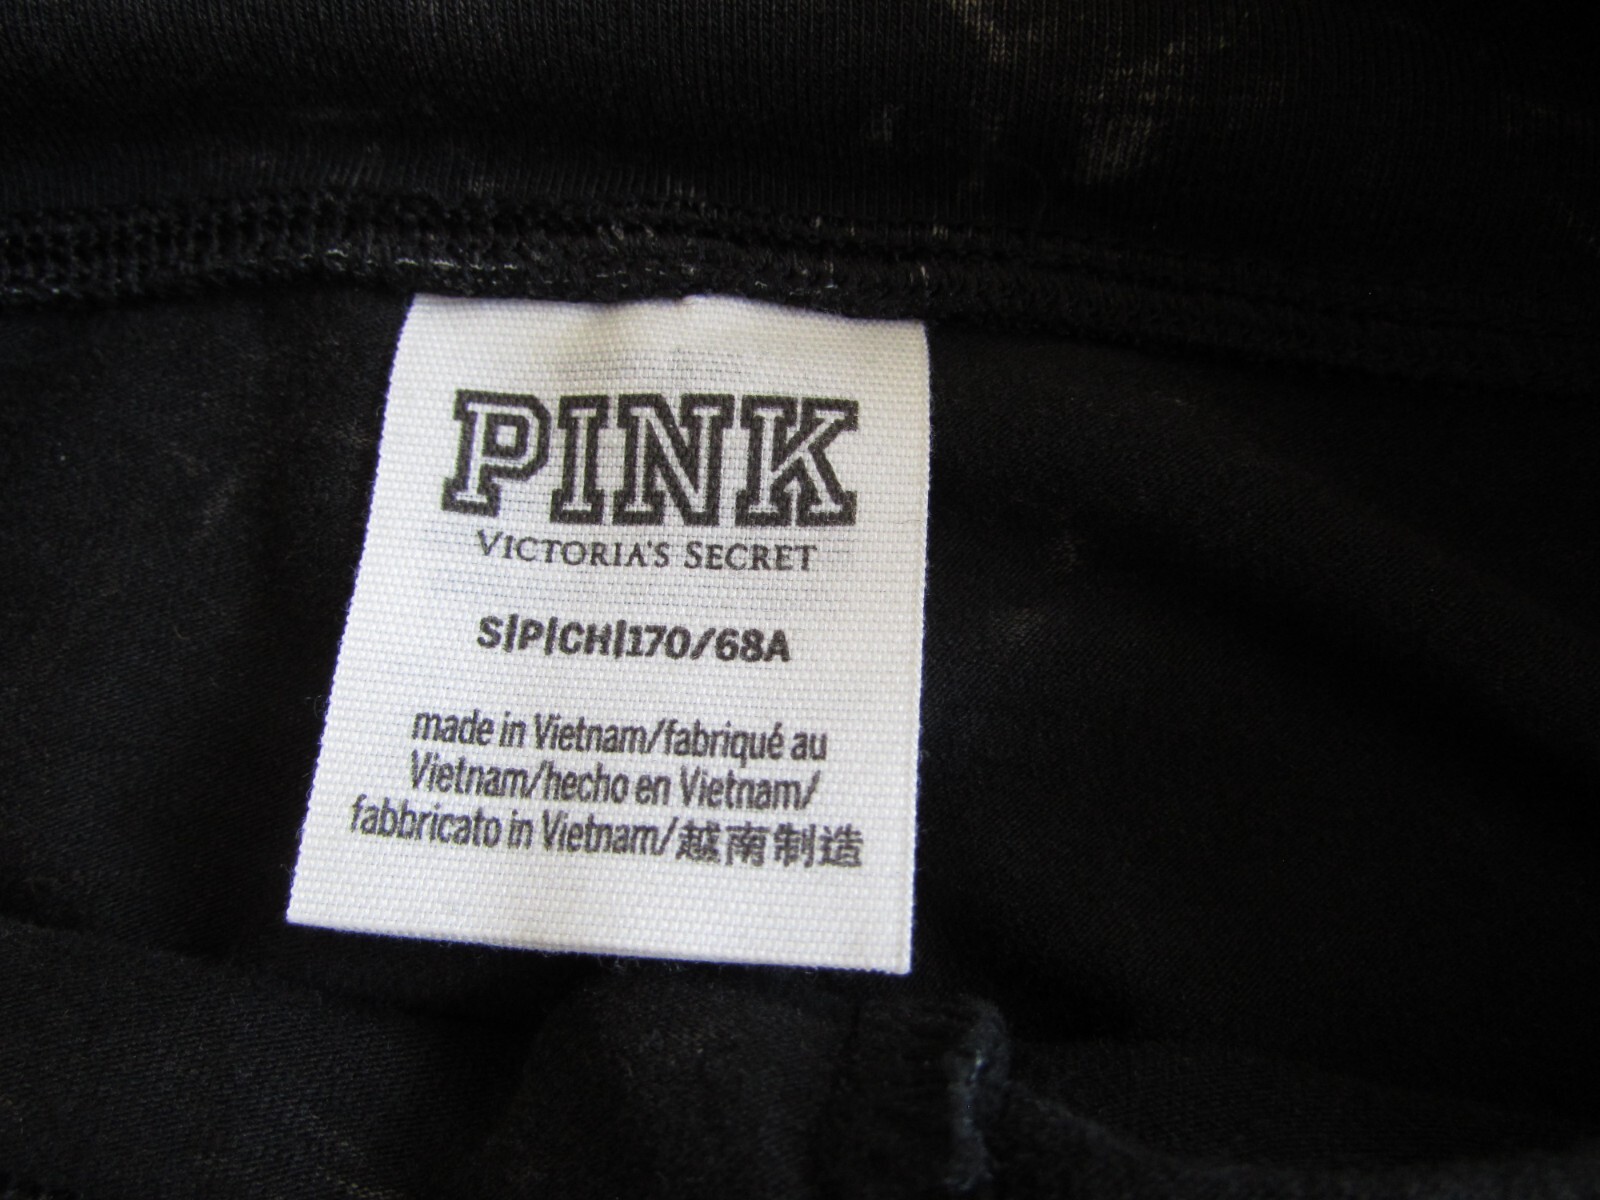 PINK
VICTORIA'S SECRET
S|P|CH|170/68A
made in Vietnam/fabriqué au
Vietnam/hecho en Vietnam/
fabbricato in Vietnam/越南制造